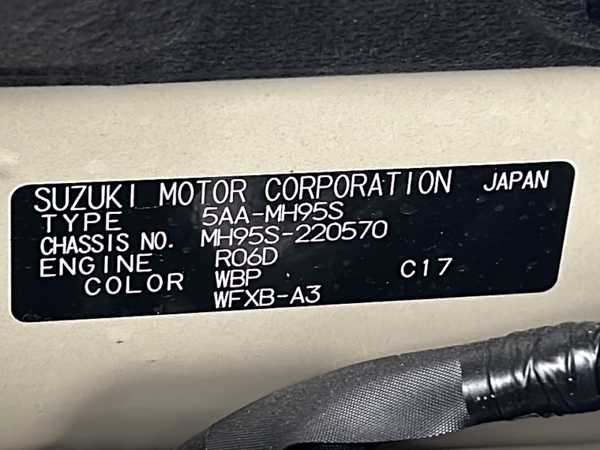 SUZUKI MOTOR CORPORATION JAPAN
TYPE 5AA-MH95S
CHASSIS NO. MH95S-220570
ENGINE R06D
COLOR WBP C17
WFXB-A3